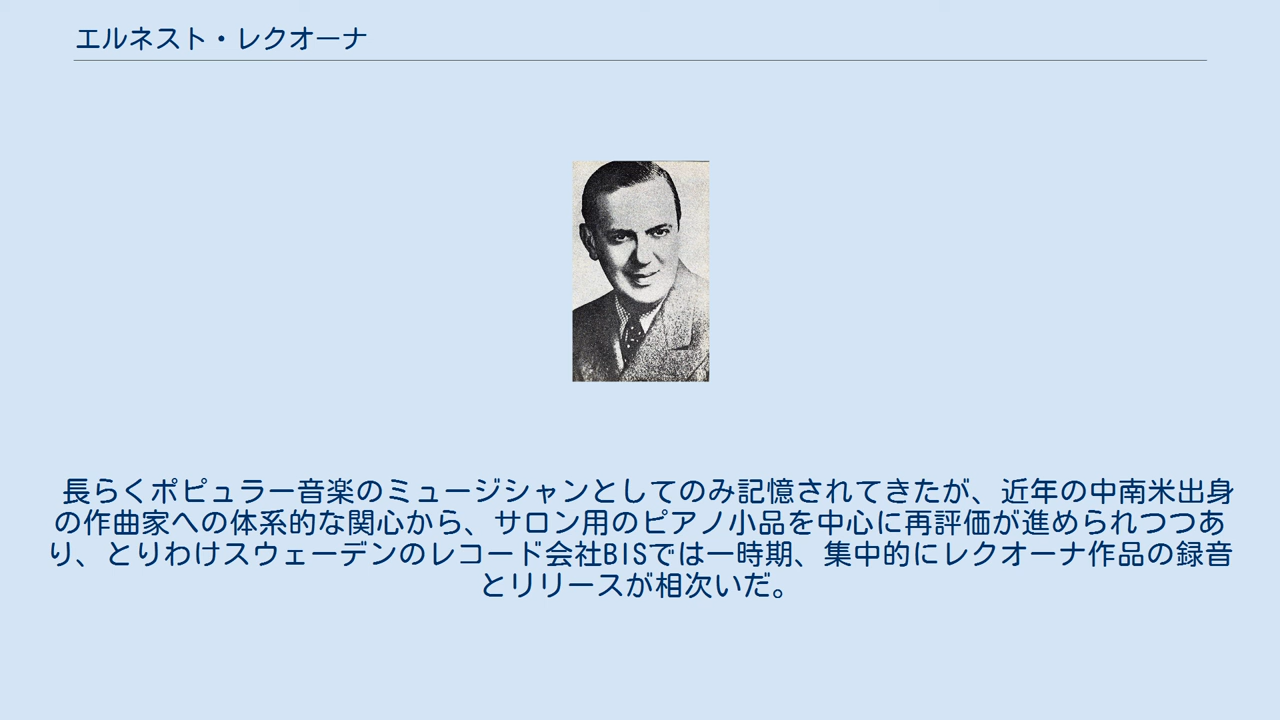 エルネスト・レクオーナ
長らくポピュラー音楽のミュージシャンとしてのみ記憶されてきたが、近年の中南米出身
の作曲家への体系的な関心から、サロン用のピアノ小品を中心に再評価が進められつつあ
り、とりわけスウェーデンのレコード会社BISでは一時期、集中的にレクオーナ作品の録音
とリリースが相次いだ。